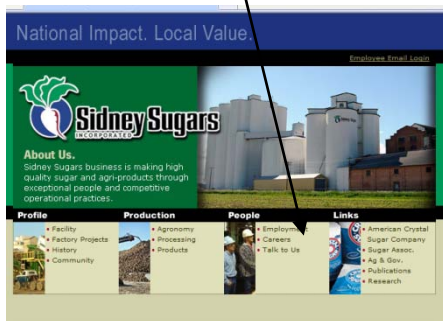 National Impact. Local Value.
Employee Email Login
Sidney Sugars
INCORPORATED
About Us.
Sidney Sugars business is making high
quality sugar and agri-products through
exceptional people and competitive
operational practices.
Profile
Facility
Factory Projects
History
Community
Production
Agronomy
Processing
Products
People
Employment
Careers
Talk to Us
Links
American Crystal
Sugar Company
Sugar Assoc.
Ag & Gov.
Publications
Research